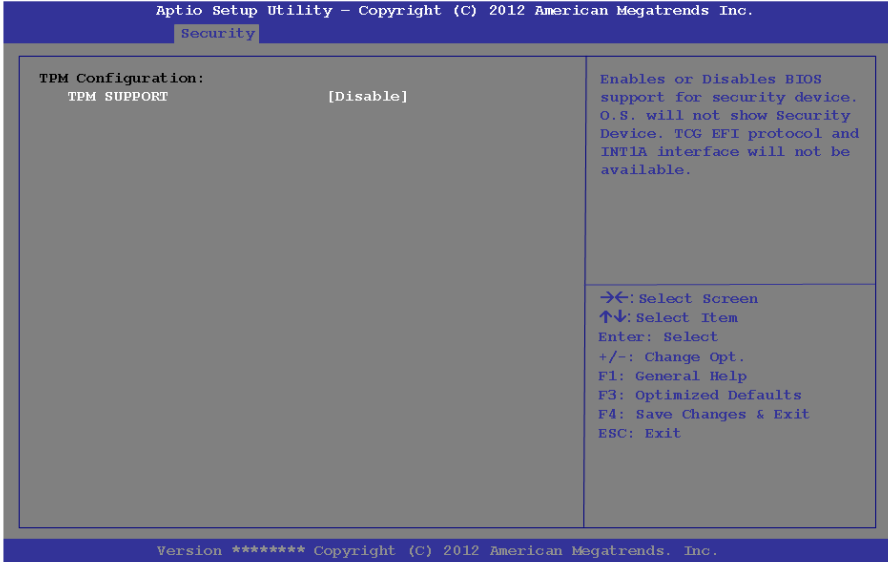 Aptio Setup Utility – Copyright (C) 2012 American Megatrends Inc.
Security
TPM Configuration:
TPM SUPPORT [Disable]
Enables or Disables BIOS
support for security device.
O.S. will not show Security
Device. TCG EFI protocol and
INT1A interface will not be
available.
→←: Select Screen
↑↓: Select Item
Enter: Select
+/-: Change Opt.
F1: General Help
F3: Optimized Defaults
F4: Save Changes & Exit
ESC: Exit
Version ******** Copyright (C) 2012 American Megatrends. Inc.